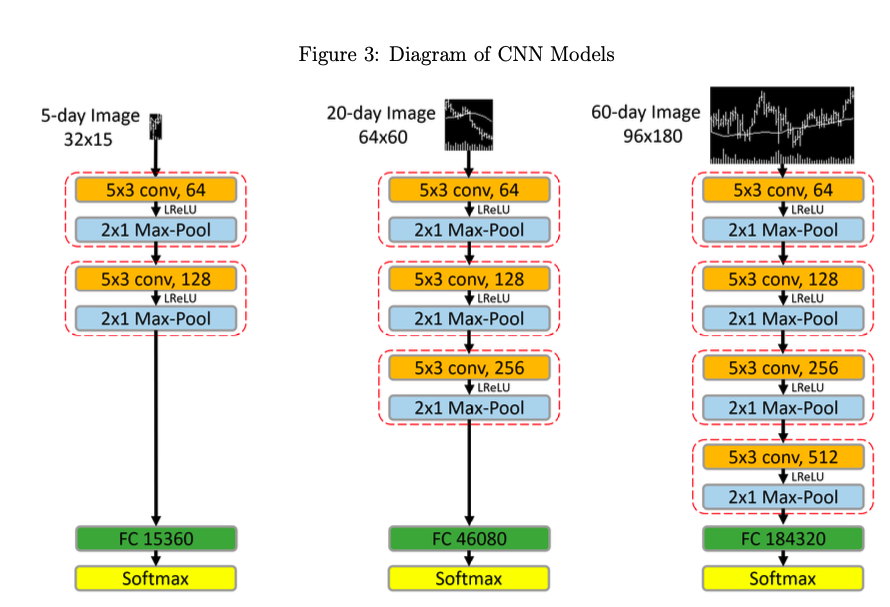 Figure 3: Diagram of CNN Models
5-day Image
32x15
5x3 conv, 64
LReLU
2x1 Max-Pool
5x3 conv, 128
LReLU
2x1 Max-Pool
FC 15360
Softmax
20-day Image
64x60
5x3 conv, 64
LReLU
2x1 Max-Pool
5x3 conv, 128
LReLU
2x1 Max-Pool
5x3 conv, 256
LReLU
2x1 Max-Pool
FC 46080
Softmax
60-day Image
96x180
5x3 conv, 64
LReLU
2x1 Max-Pool
5x3 conv, 128
LReLU
2x1 Max-Pool
5x3 conv, 256
LReLU
2x1 Max-Pool
5x3 conv, 512
LReLU
2x1 Max-Pool
FC 184320
Softmax